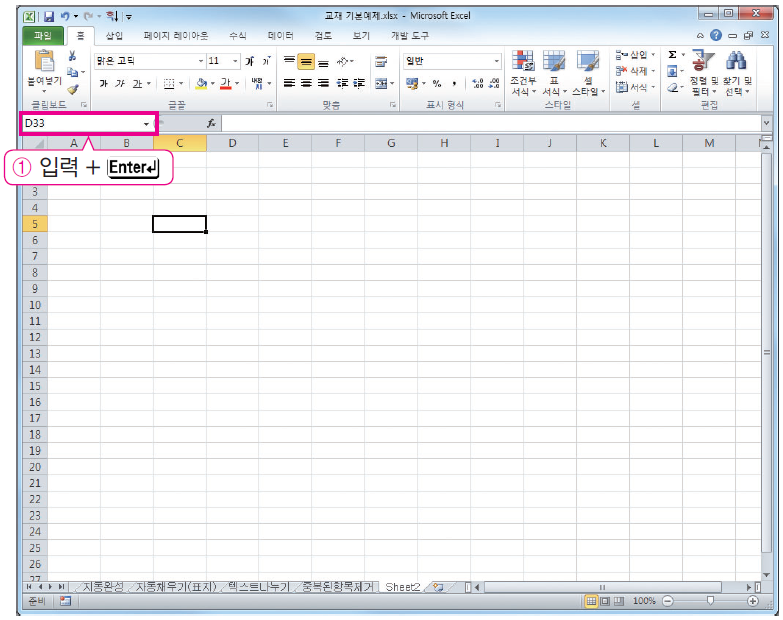 교재 기본예제.xlsx - Microsoft Excel
파일 홈 삽입 페이지 레이아웃 수식 데이터 검토 보기 개발 도구
붙여넣기
맑은 고딕 11 가 가
가 가 가 가 내천
일반
% ,
조건부 서식 표 서식 셀 스타일
삽입 삭제 서식
Σ
정렬 및 필터 찾기 및 선택
클립보드 글꼴 맞춤 표시 형식 스타일 셀 편집
D33 fx
A B C D E F G H I J K L M
① 입력 + Enter
3
4
5
6
7
8
9
10
11
12
13
14
15
16
17
18
19
20
21
22
23
24
25
26
27
자동완성 자동채우기(표지) 텍스트나누기 중복된항목제거 Sheet2
준비 100%